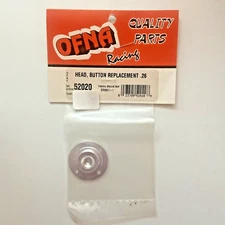 OFNA
Racing
QUALITY
PARTS
HEAD, BUTTON REPLACEMENT .26
52020